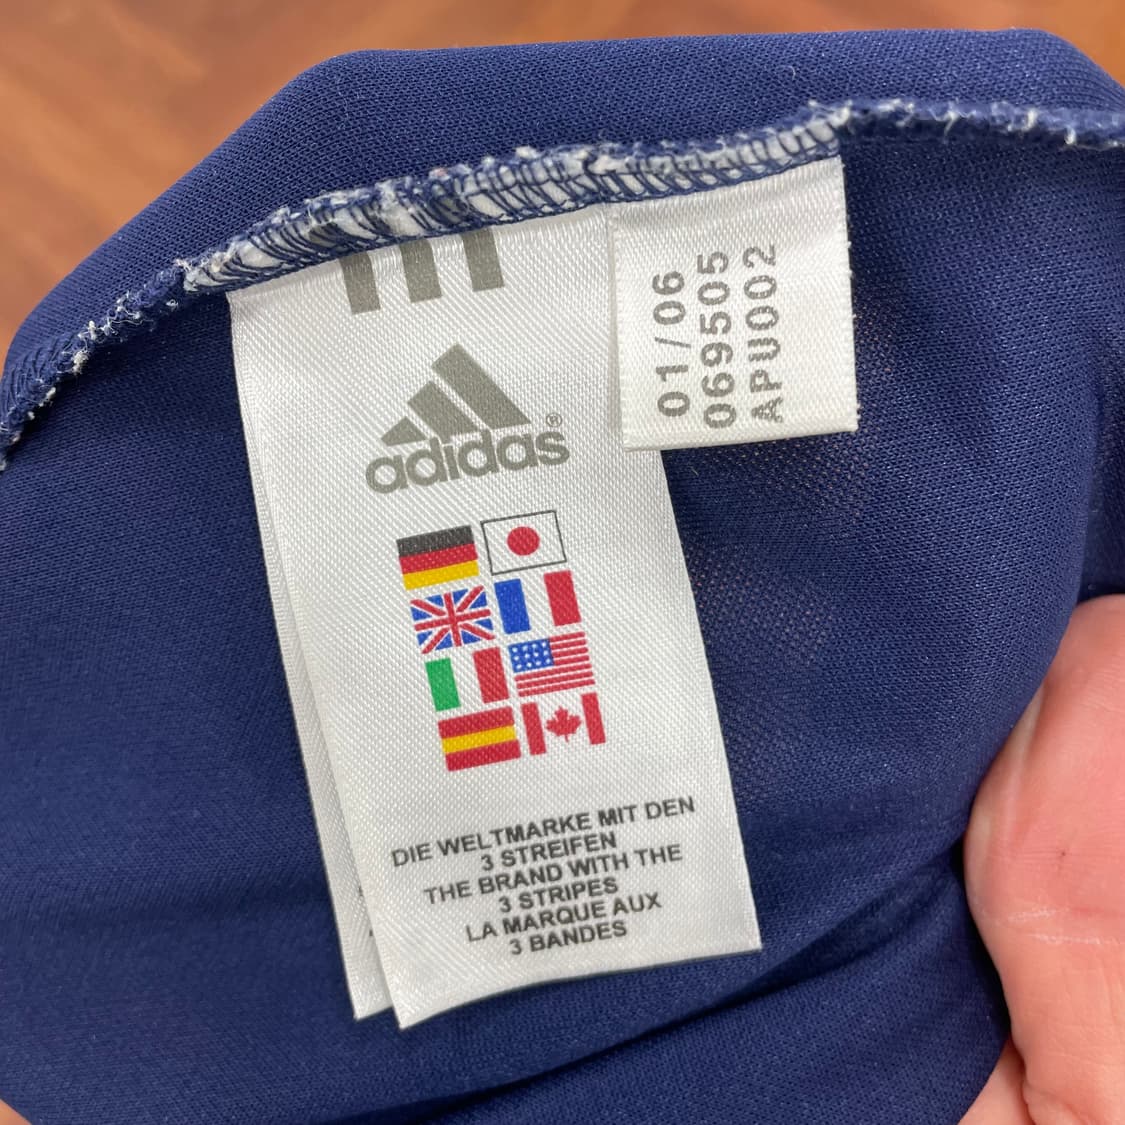 adidas®
DIE WELTMARKE MIT DEN
3 STREIFEN
THE BRAND WITH THE
3 STRIPES
LA MARQUE AUX
3 BANDES
01/06
069505
APU002